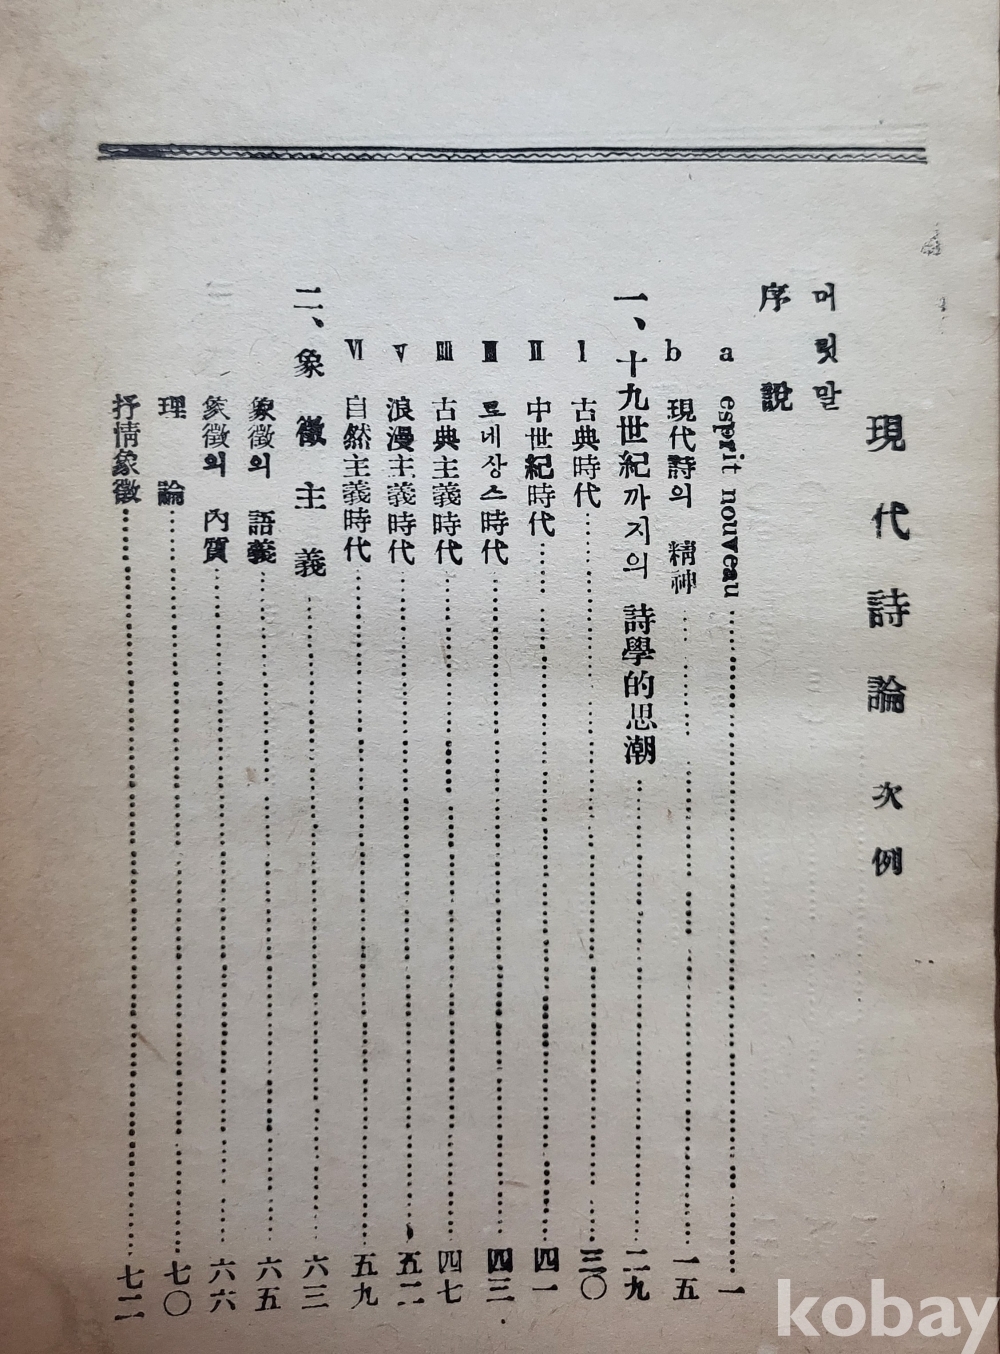 現代詩論 次例
머릿말
序說
a esprit nouveau 一
b 現代詩의 精神 一五
一、十九世紀까지의 詩學的思潮 二九
I 古典時代 三〇
II 中世紀時代 四一
III 르네상스時代 四三
IIII 古典主義時代 四七
V 浪漫主義時代 五二
VI 自然主義時代 五九
二、象徵主義 六三
象徵의 語義 六五
象徵의 內質 六六
理論 七〇
抒情象徵 七二
kobay